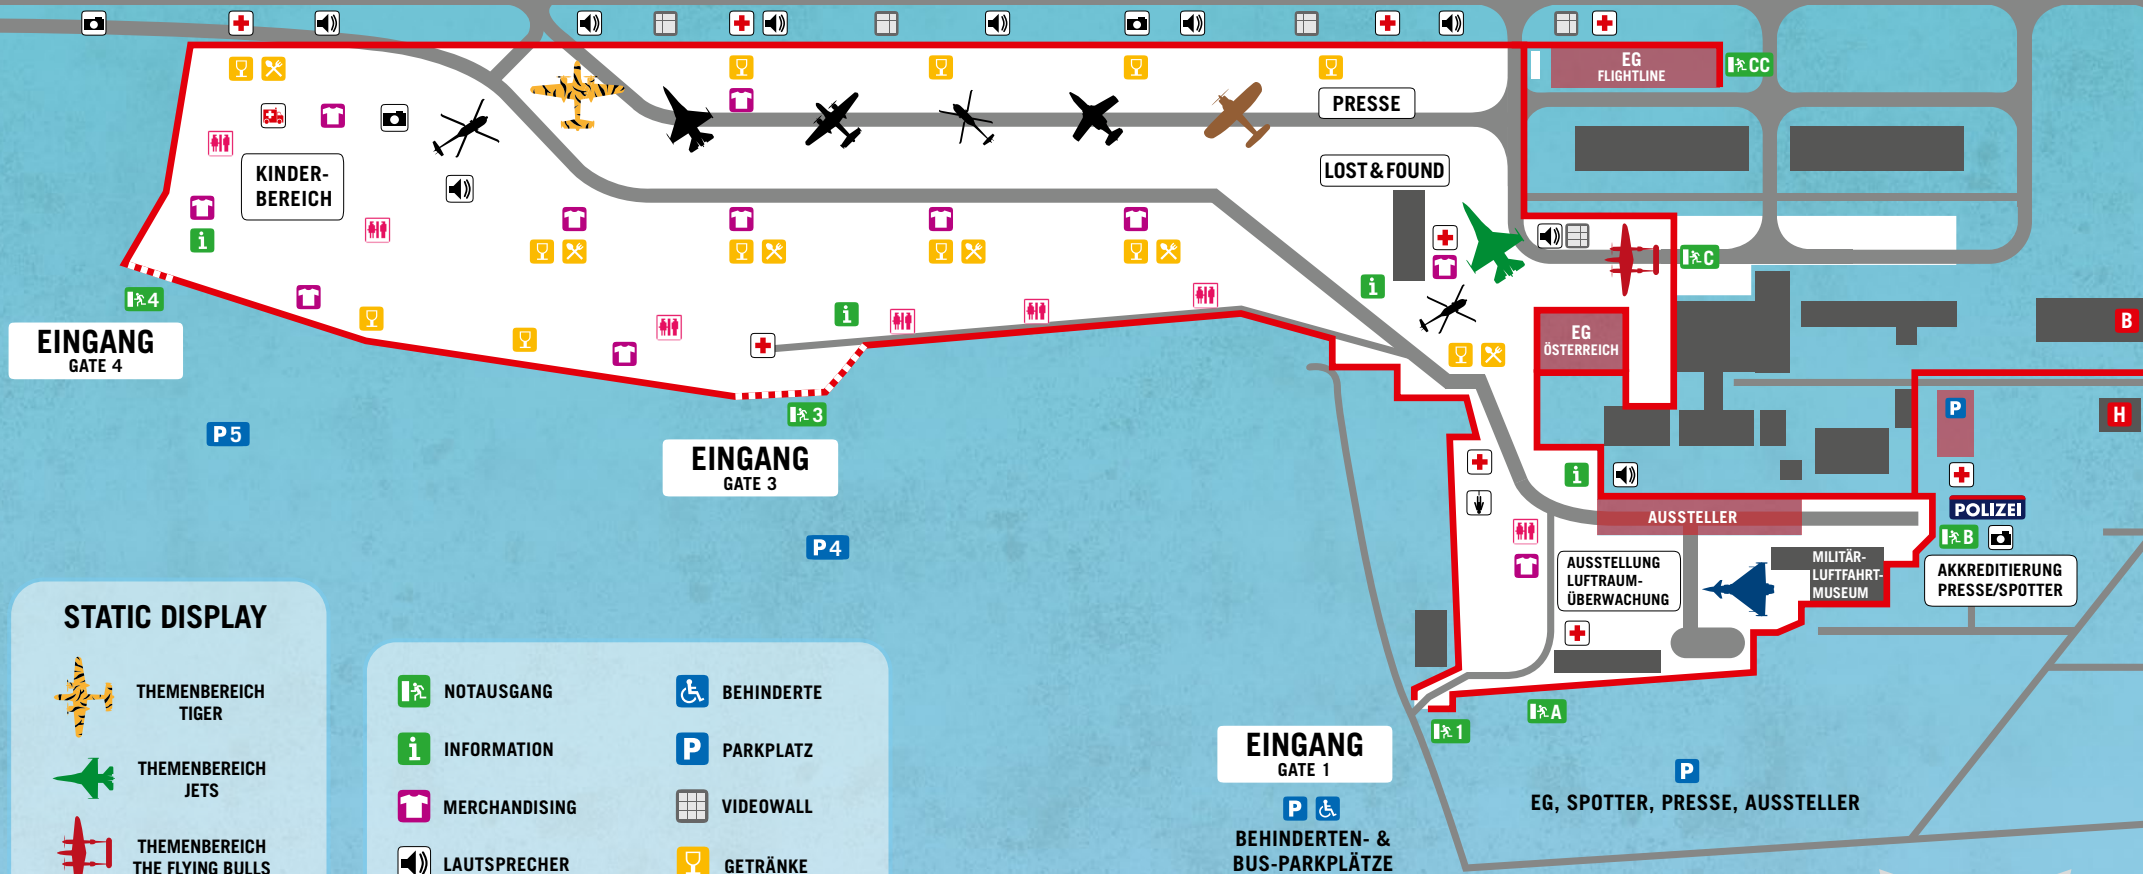 EG
FLIGHTLINE
CC
PRESSE
LOST & FOUND
KINDER-
BEREICH
i
C
i
i
4
EINGANG
GATE 4
EG
ÖSTERREICH
B
P 5
3
EINGANG
GATE 3
P
H
i
P 4
AUSSTELLER
POLIZEI
B
AUSSTELLUNG
LUFTRAUM-
ÜBERWACHUNG
MILITÄR-
LUFTFAHRT-
MUSEUM
AKKREDITIERUNG
PRESSE/SPOTTER
1
A
EINGANG
GATE 1
P
BEHINDERTEN- &
BUS-PARKPLÄTZE
P
EG, SPOTTER, PRESSE, AUSSTELLER
STATIC DISPLAY
THEMENBEREICH
TIGER
THEMENBEREICH
JETS
THEMENBEREICH
THE FLYING BULLS
NOTAUSGANG
i INFORMATION
MERCHANDISING
LAUTSPRECHER
BEHINDERTE
P PARKPLATZ
VIDEOWALL
GETRÄNKE